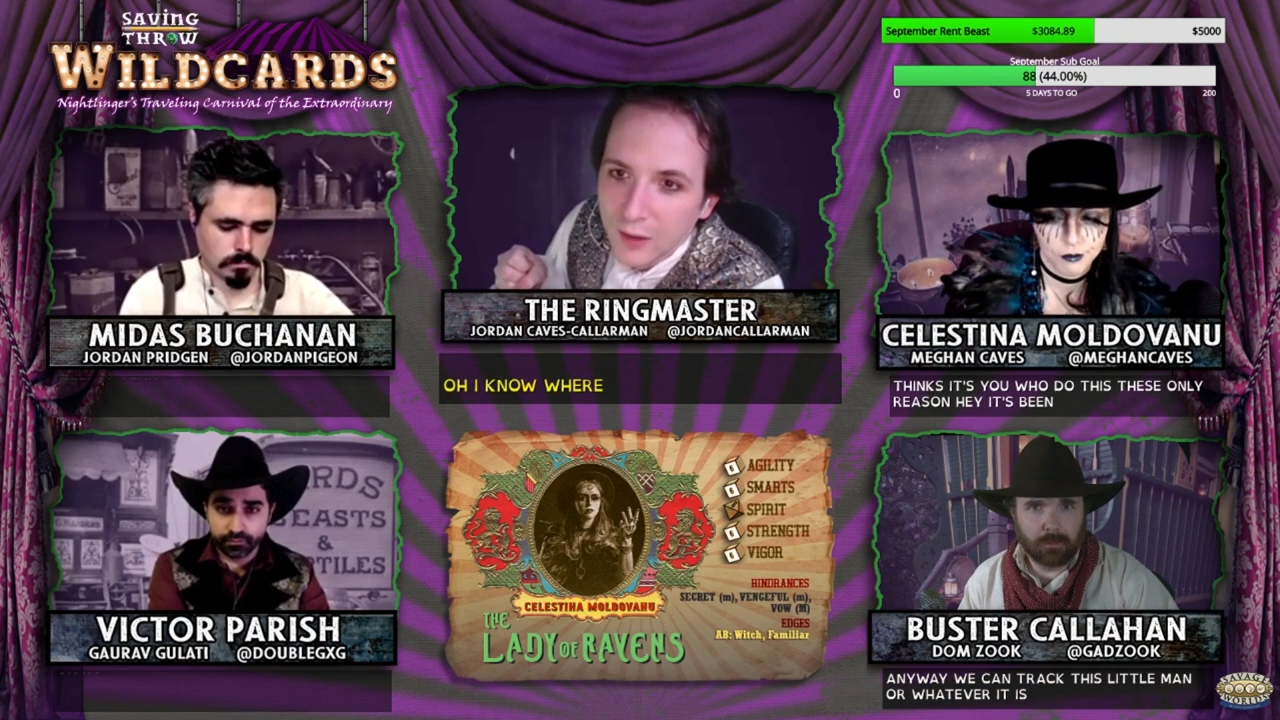 SAVING
THROW
WILDCARDS
Nightlinger's Traveling Carnival of the Extraordinary
September Rent Beast $3084.89 $5000
September Sub Goal
88 (44.00%)
0 5 DAYS TO GO 200
MIDAS BUCHANAN
JORDAN PRIDGEN @JORDANPIGEON
THE RINGMASTER
JORDAN CAVES-CALLARMAN @JORDANCALLARMAN
OH I KNOW WHERE
CELESTINA MOLDOVANU
MEGHAN CAVES @MEGHANCAVES
THINKS IT'S YOU WHO DO THIS THESE ONLY
REASON HEY IT'S BEEN
RDS
BEASTS
&
PTILES
VICTOR PARISH
GAURAV GULATI @DOUBLEGXG
AGILITY
SMARTS
SPIRIT
STRENGTH
VIGOR
HINDRANCES
SECRET (m), VENGEFUL (m),
VOW (M)
EDGES
AB: Witch, Familiar
CELESTINA MOLDOVANU
THE
LADY OF RAVENS
BUSTER CALLAHAN
DOM ZOOK @GADZOOK
ANYWAY WE CAN TRACK THIS LITTLE MAN
OR WHATEVER IT IS
SAVAGE
WORLDS